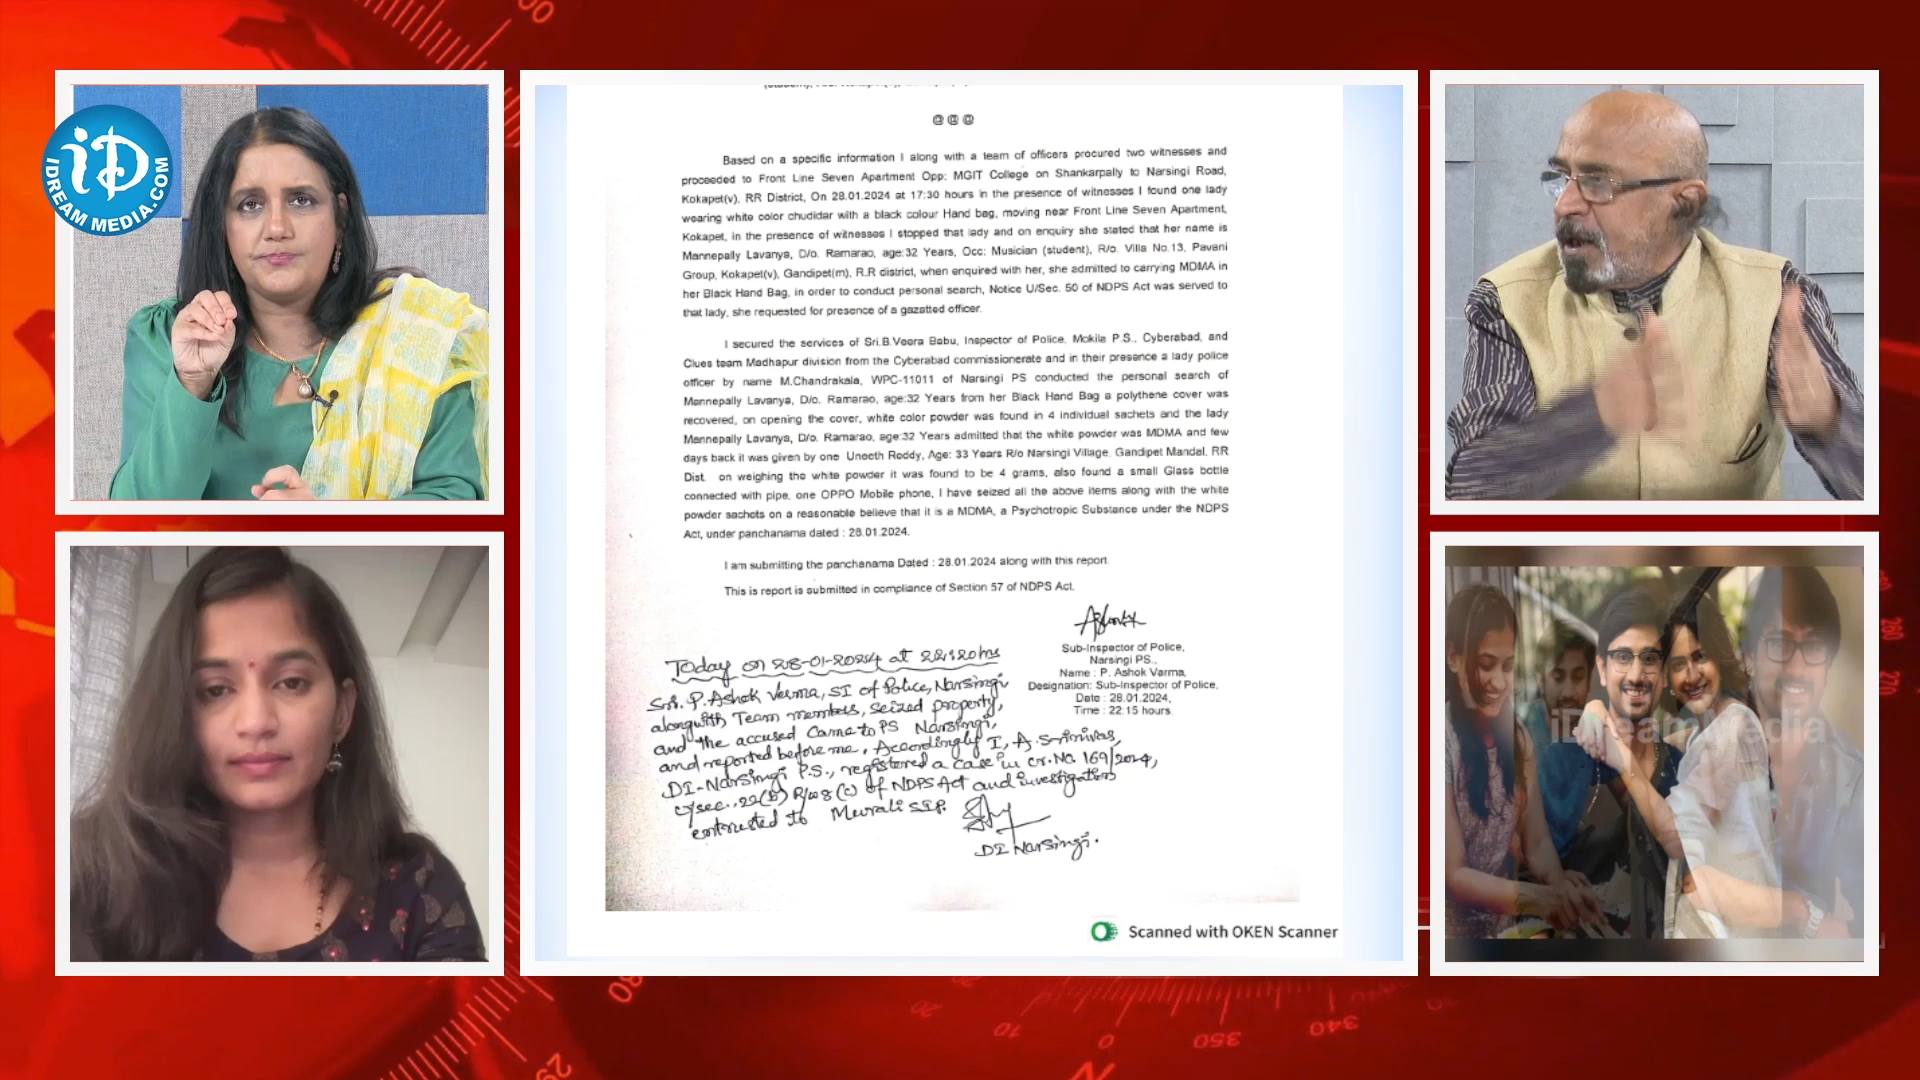 iD
IDREAM MEDIA.COM
@@@
Based on a specific information I along with a team of officers procured two witnesses and
proceeded to Front Line Seven Apartment Opp: MGIT College on Shankarpally to Narsingi Road,
Kokapet(v), RR District, On 28.01.2024 at 17:30 hours in the presence of witnesses I found one lady
wearing white color chudidar with a black colour Hand bag, moving near Front Line Seven Apartment,
Kokapet, in the presence of witnesses I stopped that lady and on enquiry she stated that her name is
Mannepally Lavanya, D/o. Ramarao, age:32 Years, Occ: Musician (student), R/o. Villa No.13, Pavani
Group, Kokapet(v), Gandipet(m), R.R district, when enquired with her, she admitted to carrying MDMA in
her Black Hand Bag, in order to conduct personal search, Notice U/Sec. 50 of NDPS Act was served to
that lady, she requested for presence of a gazatted officer.
I secured the services of Sri.B.Veera Babu, Inspector of Police, Mokila P.S., Cyberabad, and
Clues team Madhapur division from the Cyberabad commissionerate and in their presence a lady police
officer by name M.Chandrakala, WPC-11011 of Narsingi PS conducted the personal search of
Mannepally Lavanya, D/o. Ramarao, age:32 Years from her Black Hand Bag a polythene cover was
recovered, on opening the cover, white color powder was found in 4 individual sachets and the lady
Mannepally Lavanya, D/o. Ramarao, age:32 Years admitted that the white powder was MDMA and few
days back it was given by one Uneeth Reddy, Age: 33 Years R/o Narsingi Village, Gandipet Mandal, RR
Dist. on weighing the white powder it was found to be 4 grams, also found a small Glass bottle
connected with pipe, one OPPO Mobile phone, I have seized all the above items along with the white
powder sachets on a reasonable believe that it is a MDMA, a Psychotropic Substance under the NDPS
Act, under panchanama dated : 28.01.2024.
I am submitting the panchanama Dated : 28.01.2024 along with this report.
This is report is submitted in compliance of Section 57 of NDPS Act.
Sub-Inspector of Police,
Narsingi PS.,
Name : P. Ashok Varma,
Designation: Sub-Inspector of Police,
Date : 28.01.2024,
Time : 22:15 hours.
Today on 28-01-2024 at 22:20 hrs
Sri. P. Ashok Varma, SI of Police, Narsingi
alongwith Team members, seized property,
and the accused came to PS Narsingi,
and reported before me. Accordingly I, A. Srinivas,
DI-Narsingi P.S., registered a case in cr.No. 169/2024,
u/sec. 22(b) R/w 8(c) of NDPS Act and investigation
entrusted to Murali SIP.
DI Narsingi.
Scanned with OKEN Scanner
iDream Media